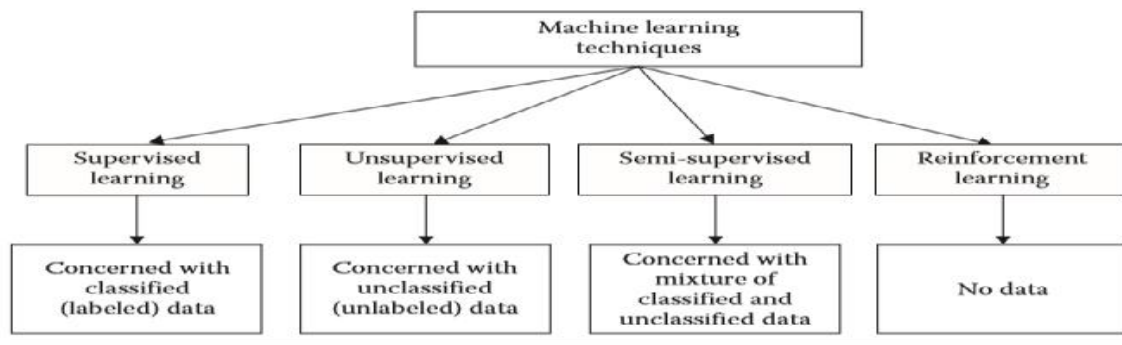 Machine learning
techniques
Supervised
learning
Unsupervised
learning
Semi-supervised
learning
Reinforcement
learning
Concerned with
classified
(labeled) data
Concerned with
unclassified
(unlabeled) data
Concerned with
mixture of
classified and
unclassified data
No data